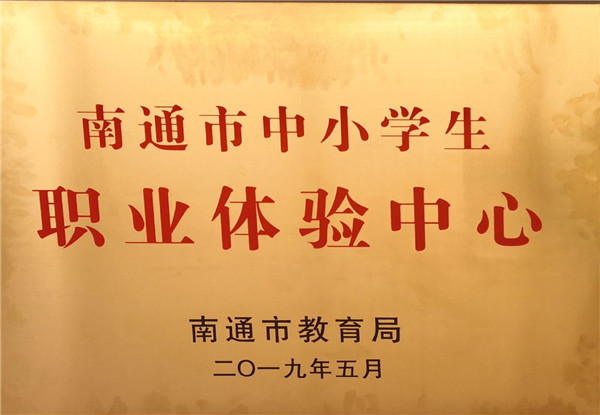 南通市中小学生
职业体验中心
南通市教育局
二〇一九年五月